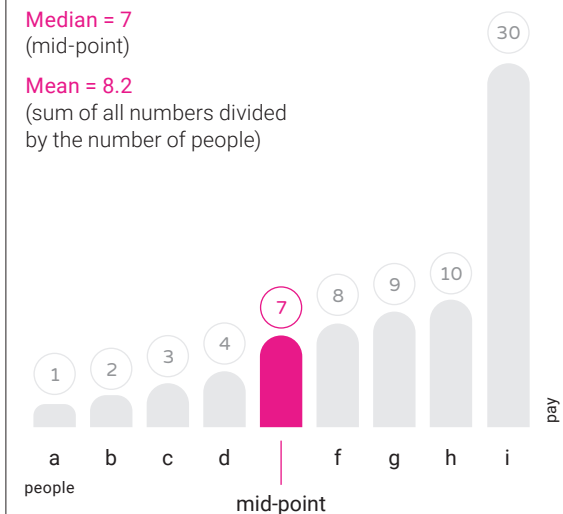 Median = 7
(mid-point)
Mean = 8.2
(sum of all numbers divided
by the number of people)
30
10
9
8
7
4
3
2
1
pay
a b c d f g h i
people
mid-point